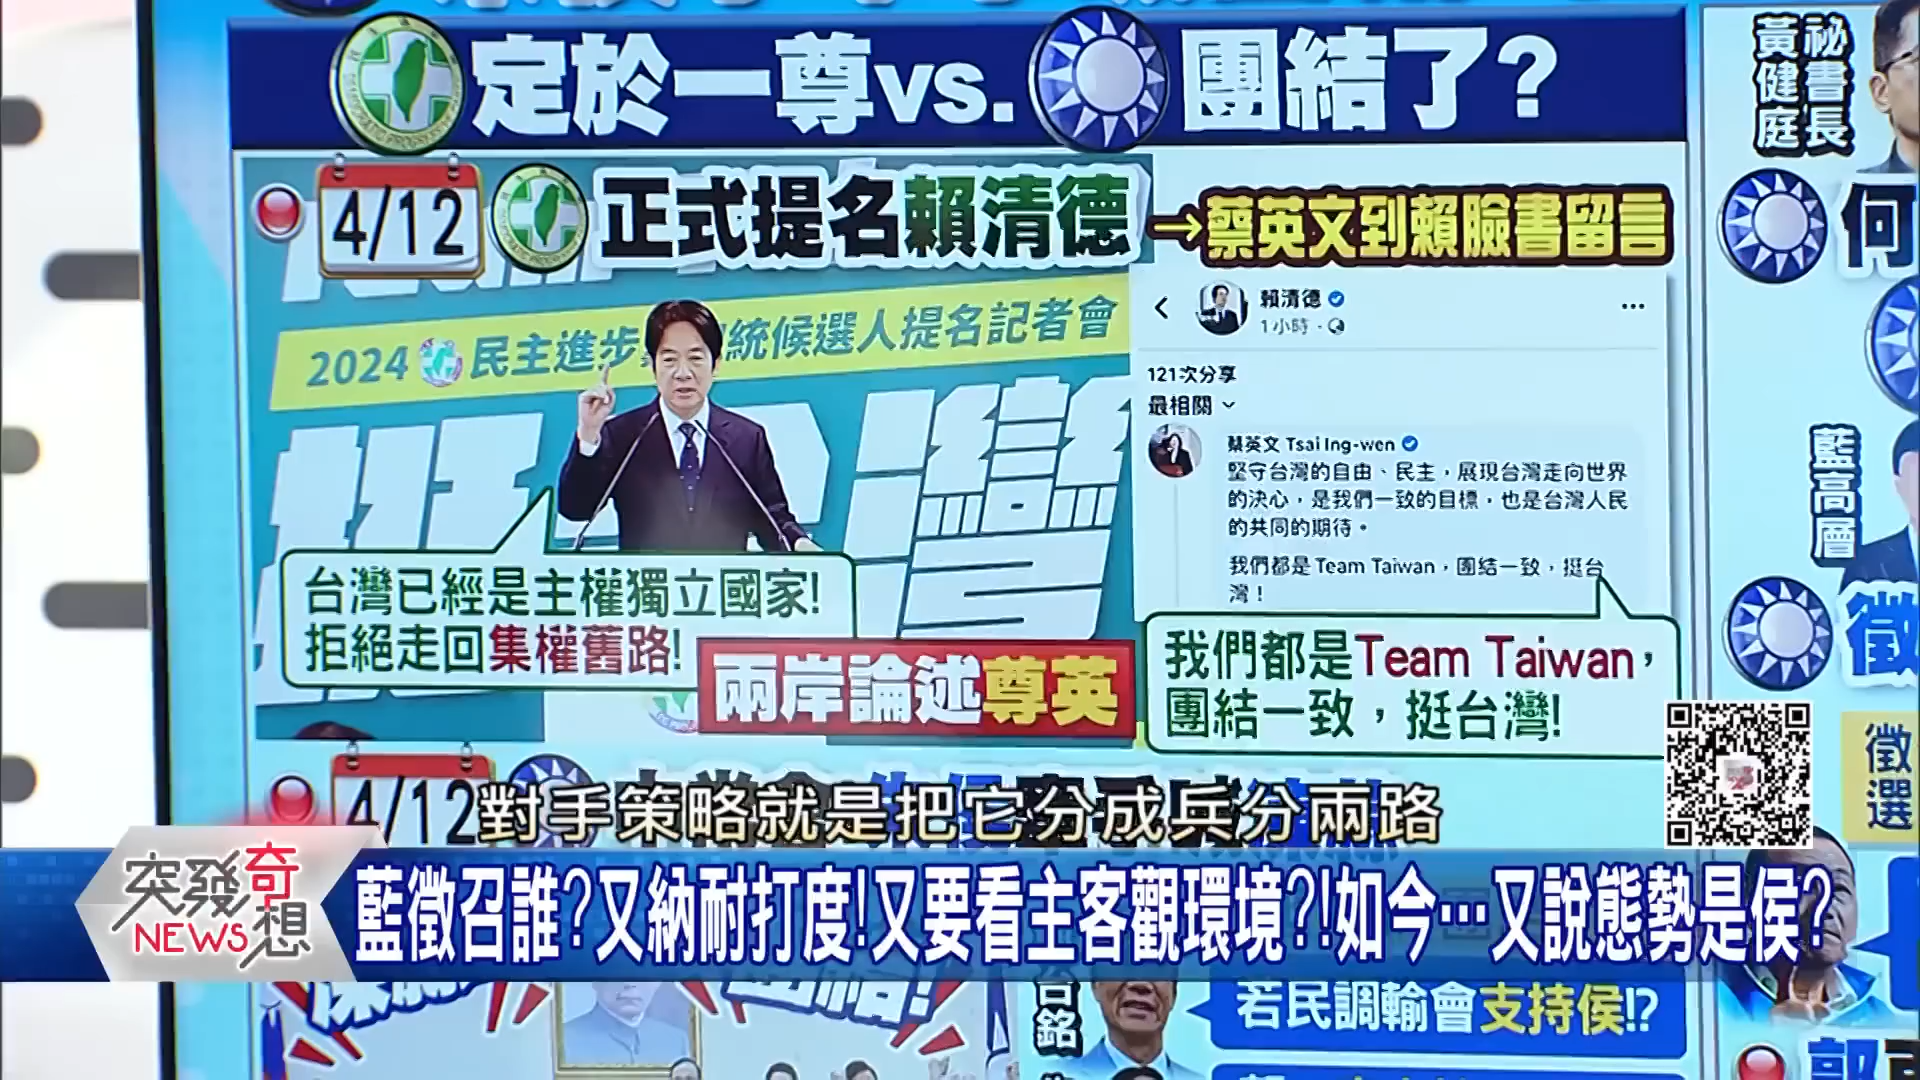 定於一尊vs. 團結了?
4/12 正式提名賴清德→蔡英文到賴臉書留言
2024 民主進步
統候選人提名記者會
賴清德
1小時
121次分享
最相關
蔡英文 Tsai Ing-wen
堅守台灣的自由、民主，展現台灣走向世界
的決心，是我們一致的目標，也是台灣人民
的共同的期待。
我們都是 Team Taiwan，團結一致，挺台
灣！
台灣已經是主權獨立國家!
拒絕走回集權舊路!
兩岸論述尊英
我們都是Team Taiwan，
團結一致，挺台灣!
祕書長
黃健庭
何
藍高層
徵
徵選
4/12
對手策略就是把它分成兵分兩路
突發奇想
NEWS
藍徵召誰?又納耐打度!又要看主客觀環境?!如今…又說態勢是侯?
台銘
若民調輸會支持侯!?